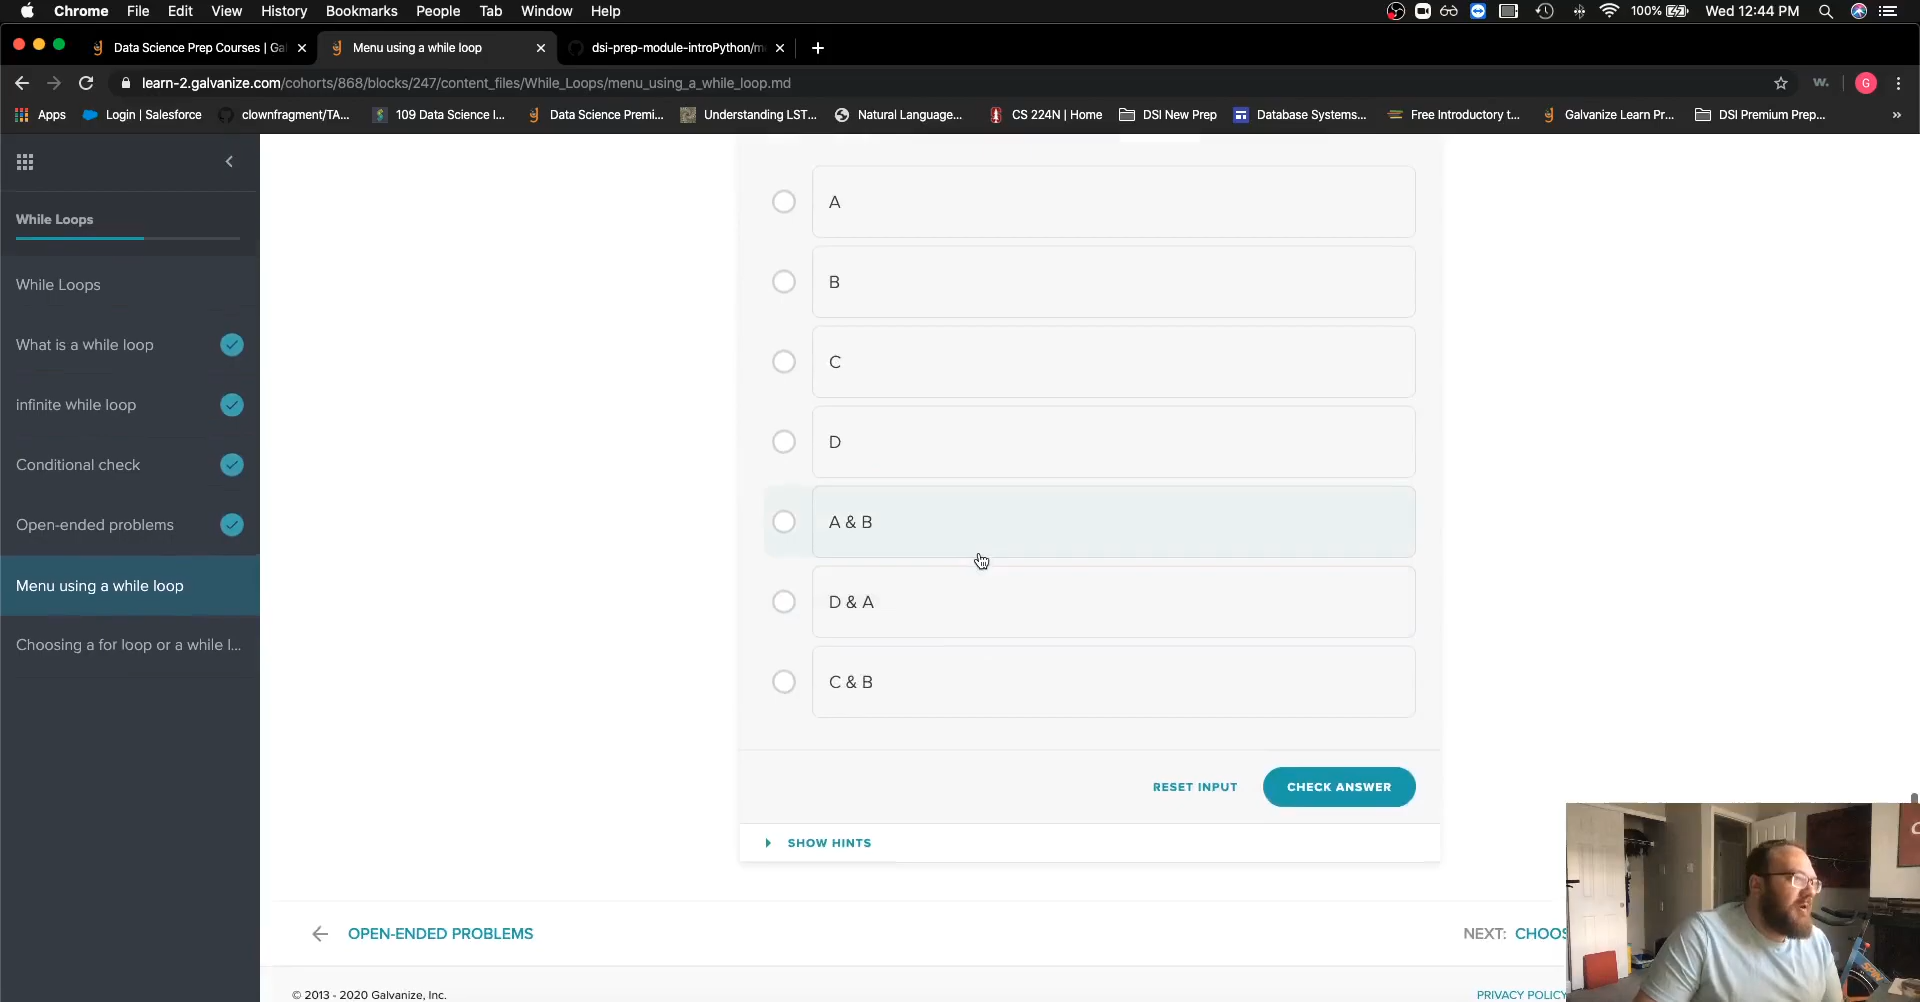 Chrome File Edit View History Bookmarks People Tab Window Help 100% Wed 12:44 PM
Data Science Prep Courses | Ga Menu using a while loop dsi-prep-module-introPython/m
learn-2.galvanize.com/cohorts/868/blocks/247/content_files/While_Loops/menu_using_a_while_loop.md W. G
Apps Login | Salesforce clownfragment/TA... 109 Data Science I... Data Science Premi... Understanding LST... Natural Language... CS 224N | Home DSI New Prep Database Systems... Free Introductory t... Galvanize Learn Pr... DSI Premium Prep... »
While Loops
While Loops
What is a while loop
infinite while loop
Conditional check
Open-ended problems
Menu using a while loop
Choosing a for loop or a while l...
A
B
C
D
A & B
D & A
C & B
RESET INPUT CHECK ANSWER
SHOW HINTS
OPEN-ENDED PROBLEMS NEXT: CHOOS
© 2013 - 2020 Galvanize, Inc. PRIVACY POLICY